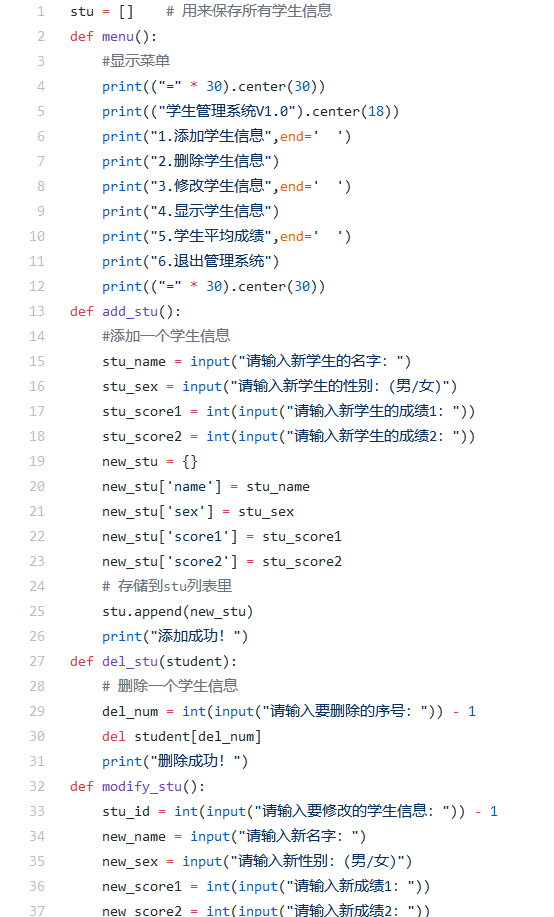 1 stu = [] # 用来保存所有学生信息
2 def menu():
3 #显示菜单
4 print(("=" * 30).center(30))
5 print(("学生管理系统V1.0").center(18))
6 print("1.添加学生信息",end='  ')
7 print("2.删除学生信息")
8 print("3.修改学生信息",end='  ')
9 print("4.显示学生信息")
10 print("5.学生平均成绩",end='  ')
11 print("6.退出管理系统")
12 print(("=" * 30).center(30))
13 def add_stu():
14 #添加一个学生信息
15 stu_name = input("请输入新学生的名字：")
16 stu_sex = input("请输入新学生的性别：(男/女)")
17 stu_score1 = int(input("请输入新学生的成绩1："))
18 stu_score2 = int(input("请输入新学生的成绩2："))
19 new_stu = {}
20 new_stu['name'] = stu_name
21 new_stu['sex'] = stu_sex
22 new_stu['score1'] = stu_score1
23 new_stu['score2'] = stu_score2
24 # 存储到stu列表里
25 stu.append(new_stu)
26 print("添加成功！")
27 def del_stu(student):
28 # 删除一个学生信息
29 del_num = int(input("请输入要删除的序号：")) - 1
30 del student[del_num]
31 print("删除成功！")
32 def modify_stu():
33 stu_id = int(input("请输入要修改的学生信息：")) - 1
34 new_name = input("请输入新名字：")
35 new_sex = input("请输入新性别：(男/女)")
36 new_score1 = int(input("请输入新成绩1："))
37 new_score2 = int(input("请输入新成绩2："))